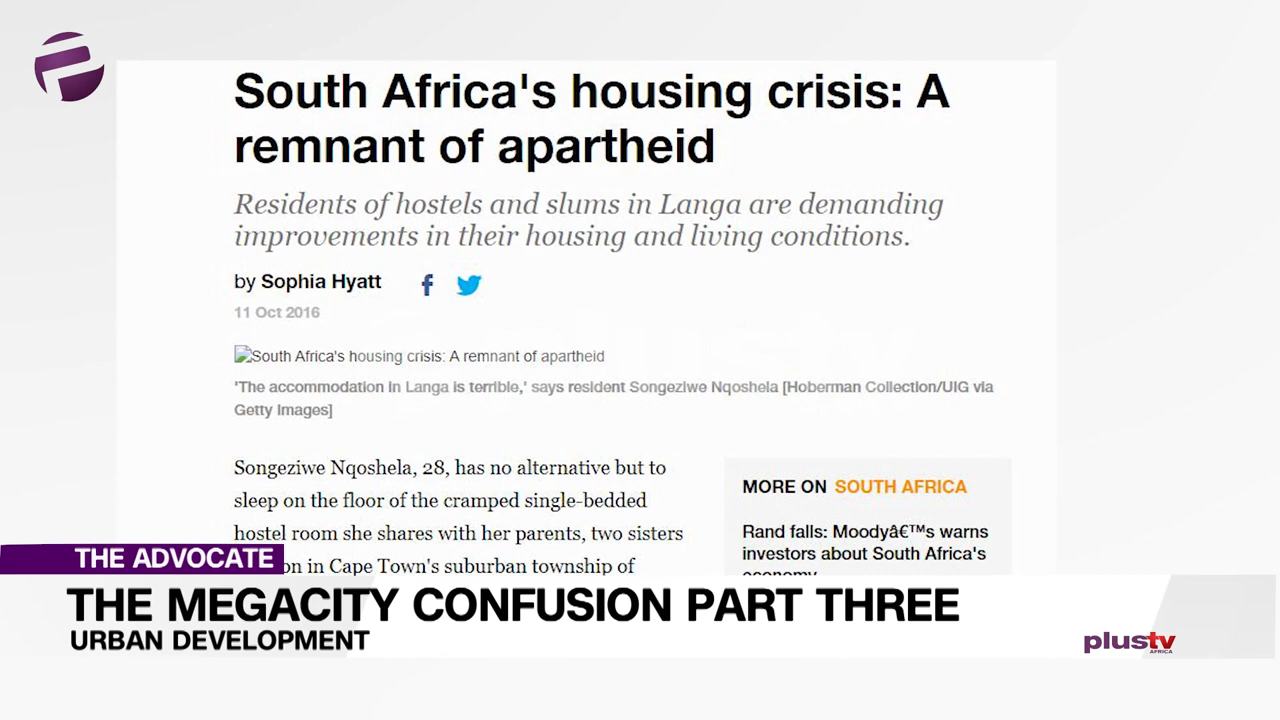 South Africa's housing crisis: A
remnant of apartheid
Residents of hostels and slums in Langa are demanding
improvements in their housing and living conditions.
by Sophia Hyatt
11 Oct 2016
South Africa's housing crisis: A remnant of apartheid
'The accommodation in Langa is terrible,' says resident Songeziwe Nqoshela [Hoberman Collection/UIG via
Getty Images]
Songeziwe Nqoshela, 28, has no alternative but to
sleep on the floor of the cramped single-bedded
hostel room she shares with her parents, two sisters
on in Cape Town's suburban township of
MORE ON SOUTH AFRICA
Rand falls: Moodyâ€™s warns
investors about South Africa's
economy
THE ADVOCATE
THE MEGACITY CONFUSION PART THREE
URBAN DEVELOPMENT
plustv
AFRICA